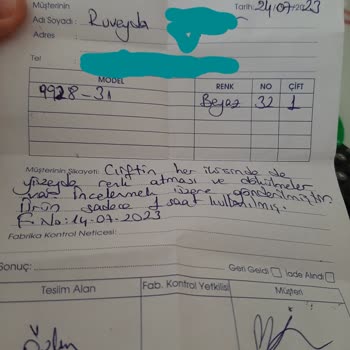 Müşterinin
Tarih: 24.07.2023
Adı Soyadı : Ruveyda
Adres :
Tel :
MODEL RENK NO ÇİFT
9928-31 Beyaz 32 1
Müşterinin Şikayeti: Çiftin her ikisinde de
yüzeyde renk atması ve dökülmeler
var. İncelenmek üzere gönderilmiştir.
Ürün sadece 1 saat kullanılmış.
F No: 14.07.2023
Fabrika Kontrol Neticesi:
Sonuç: Geri Geldi İade Alındı
Teslim Alan Fab. Kontrol Yetkilis Müşteri
Özlem